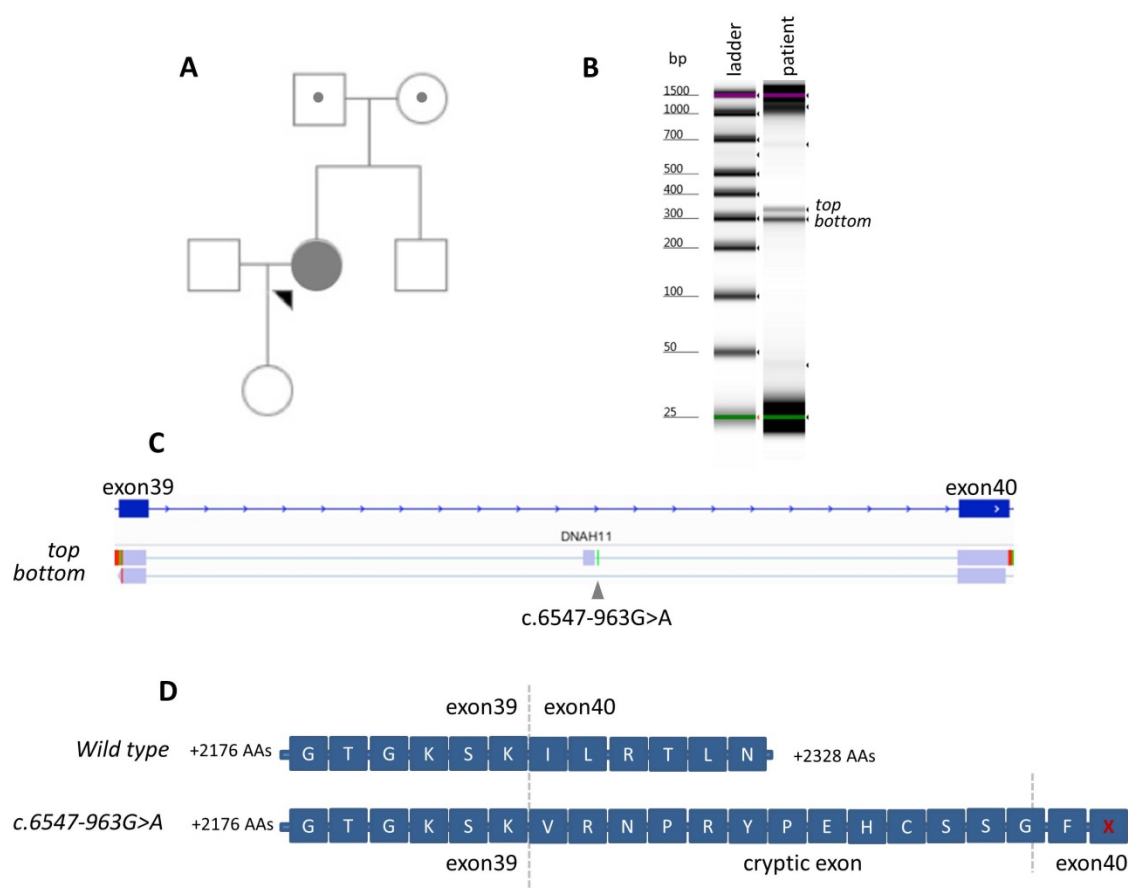 A
B
bp
ladder
patient
1500
1000
700
500
400
300
200
100
50
25
top
bottom
C
exon39
exon40
DNAH11
top
bottom
c.6547-963G>A
D
exon39
exon40
Wild type
+2176 AAs
G T G K S K I L R T L N
+2328 AAs
c.6547-963G>A
+2176 AAs
G T G K S K V R N P R Y P E H C S S G F X
exon39
cryptic exon
exon40